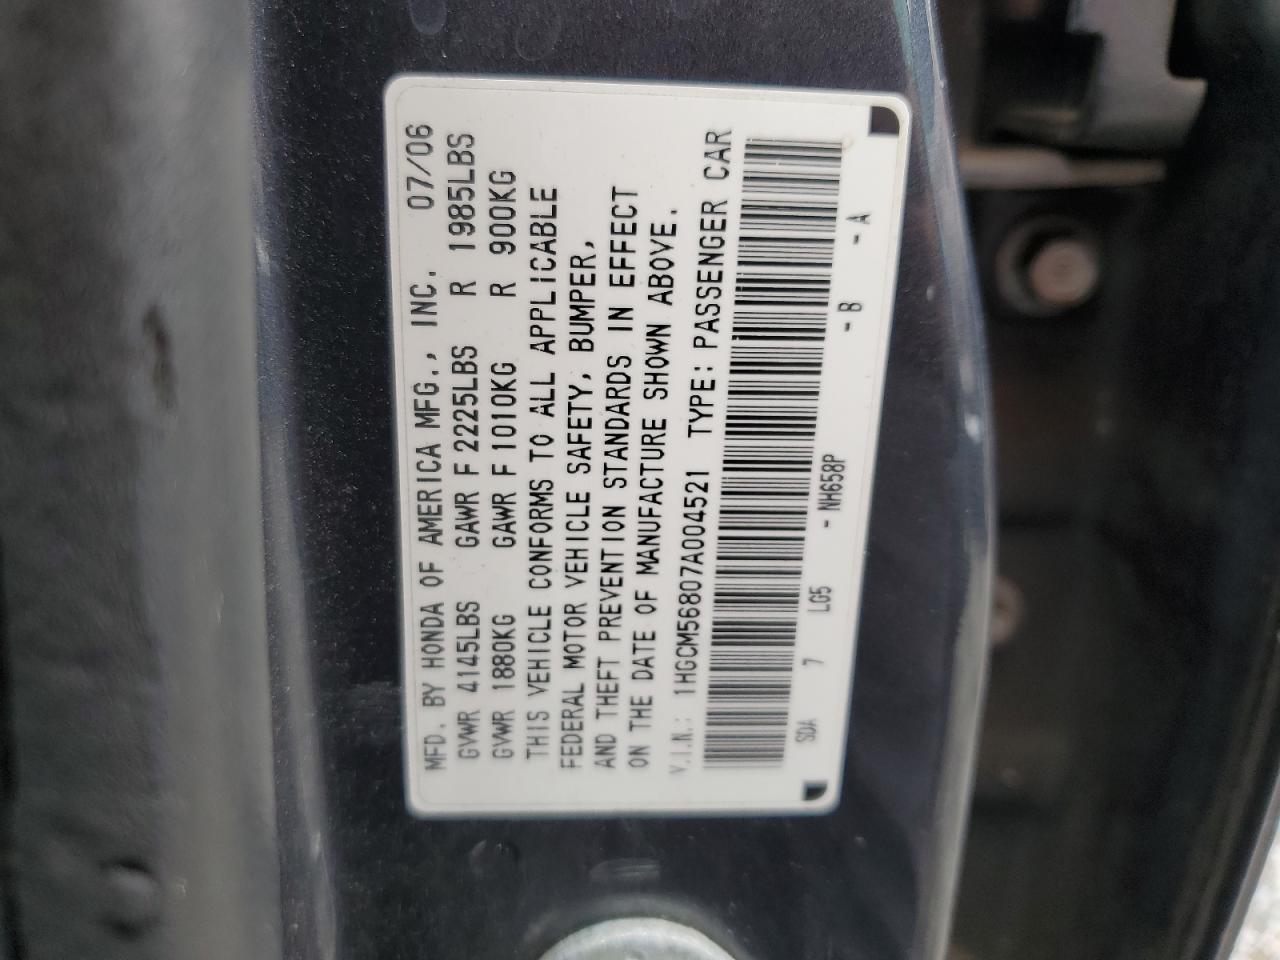 MFD. BY HONDA OF AMERICA MFG., INC. 07/06
GVWR 4145LBS GAWR F 2225LBS R 1985LBS
GVWR 1880KG GAWR F 1010KG R 900KG
THIS VEHICLE CONFORMS TO ALL APPLICABLE
FEDERAL MOTOR VEHICLE SAFETY, BUMPER,
AND THEFT PREVENTION STANDARDS IN EFFECT
ON THE DATE OF MANUFACTURE SHOWN ABOVE.
V.I.N.: 1HGCM56807A004521 TYPE: PASSENGER CAR
SDA 7 LG5 - NH658P - B - A